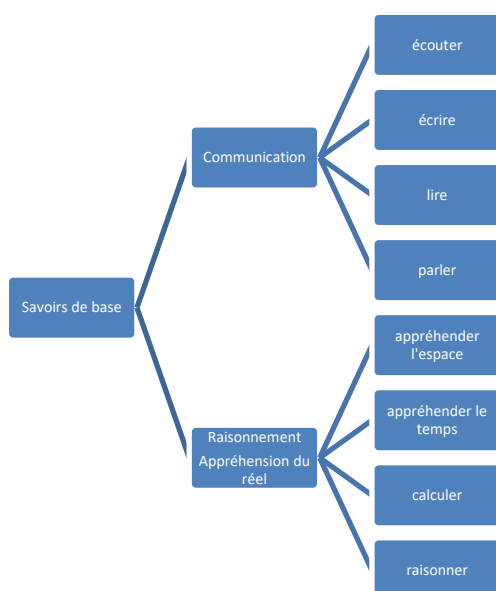 Savoirs de base
Communication
écouter
écrire
lire
parler
Raisonnement
Appréhension du
réel
appréhender
l'espace
appréhender le
temps
calculer
raisonner